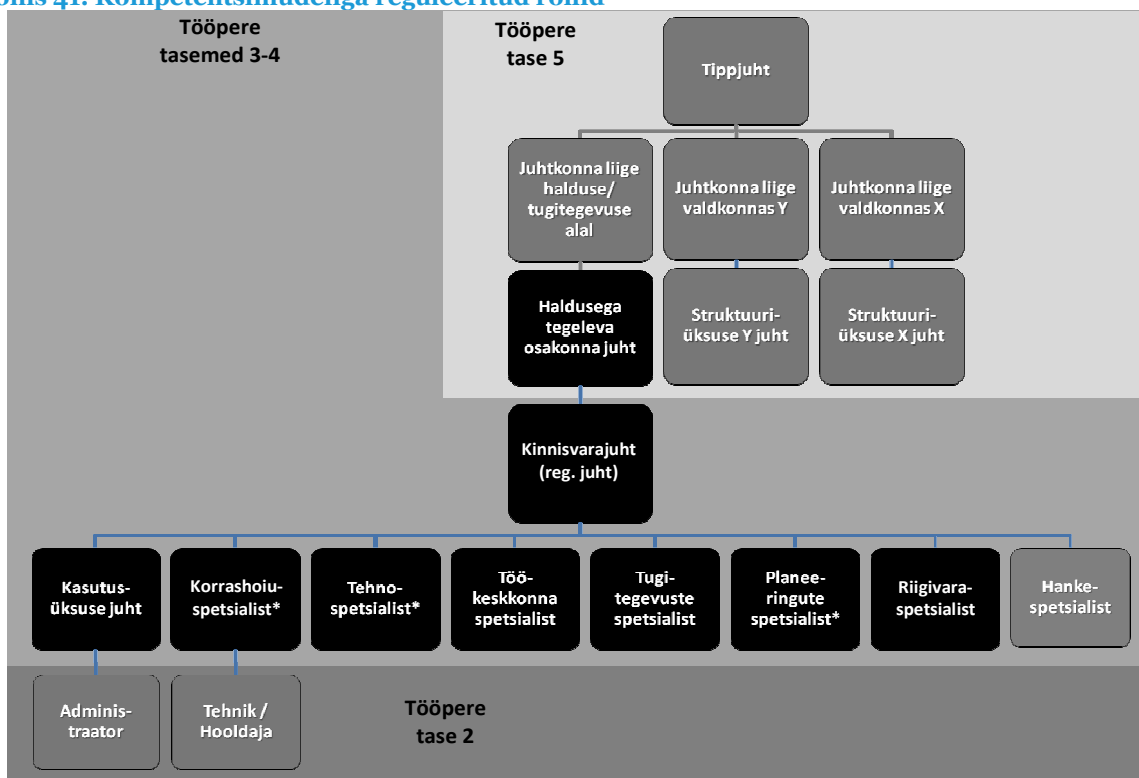 Tööpere
tasemed 3-4
Tööpere
tase 5
Tippjuht
Juhtkonna liige
halduse/
tugitegevuse
alal
Juhtkonna liige
valdkonnas Y
Juhtkonna liige
valdkonnas X
Haldusega
tegeleva
osakonna juht
Struktuuri-
üksuse Y juht
Struktuuri-
üksuse X juht
Kinnisvarajuht
(reg. juht)
Kasutus-
üksuse juht
Korrashoiu-
spetsialist*
Tehno-
spetsialist*
Töö-
keskkonna
spetsialist
Tugi-
tegevuste
spetsialist
Planee-
ringute
spetsialist*
Riigivara-
spetsialist
Hanke-
spetsialist
Adminis-
traator
Tehnik /
Hooldaja
Tööpere
tase 2